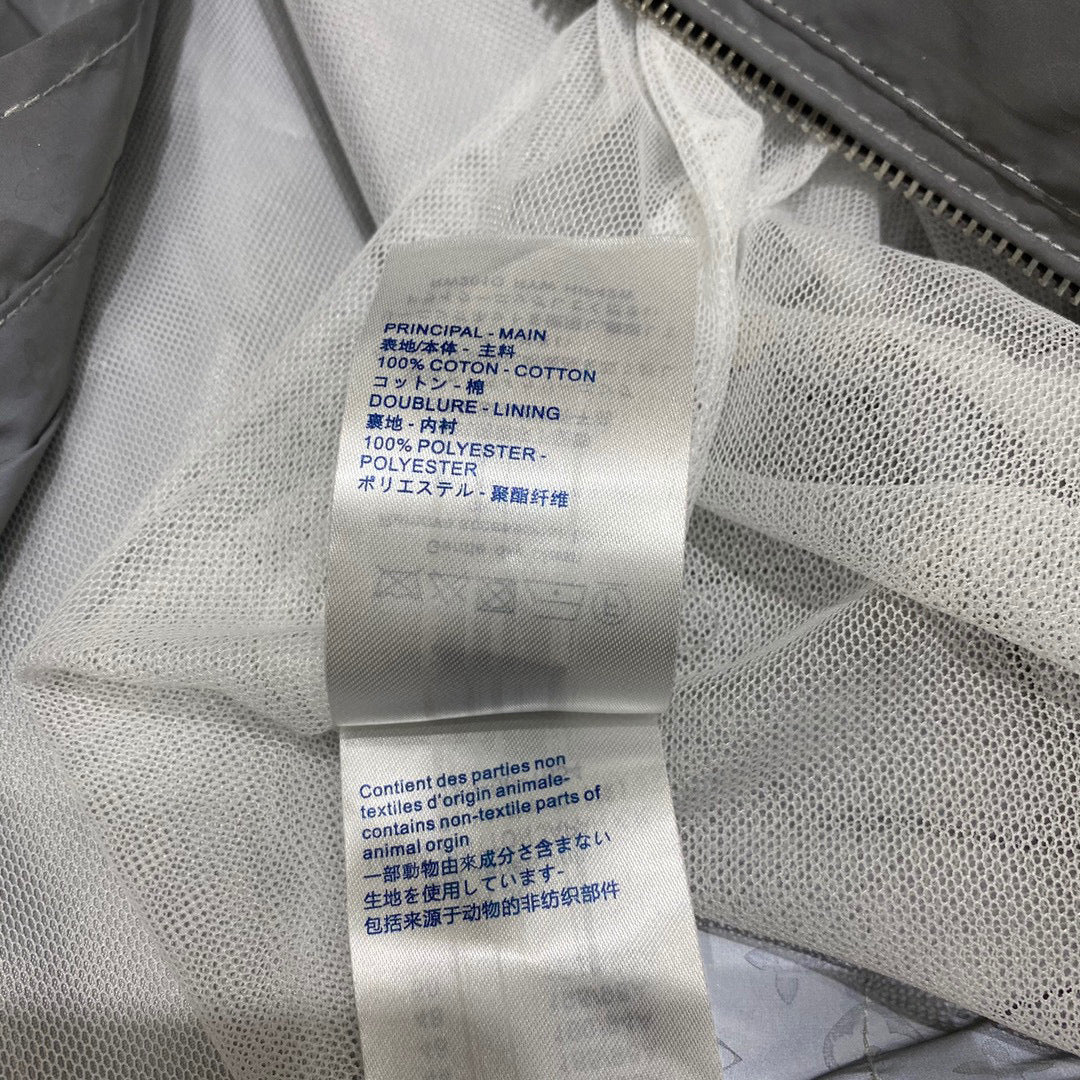 PRINCIPAL - MAIN
表地/本体 - 主料
100% COTON - COTTON
コットン - 棉
DOUBLURE - LINING
裏地 - 内衬
100% POLYESTER -
POLYESTER
ポリエステル - 聚酯纤维
Contient des parties non
textiles d'origin animale-
contains non-textile parts of
animal orgin
一部動物由来成分さ含まない
生地を使用しています-
包括来源于动物的非纺织部件